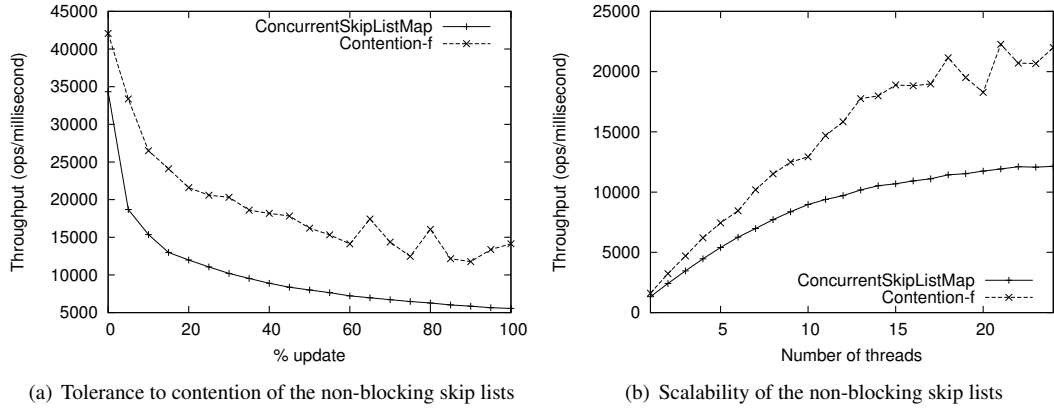 45000
40000
35000
30000
25000
20000
15000
10000
5000
Throughput (ops/millisecond)
ConcurrentSkipListMap
Contention-f
0 20 40 60 80 100
% update
(a) Tolerance to contention of the non-blocking skip lists
25000
20000
15000
10000
5000
0
Throughput (ops/millisecond)
ConcurrentSkipListMap
Contention-f
5 10 15 20
Number of threads
(b) Scalability of the non-blocking skip lists